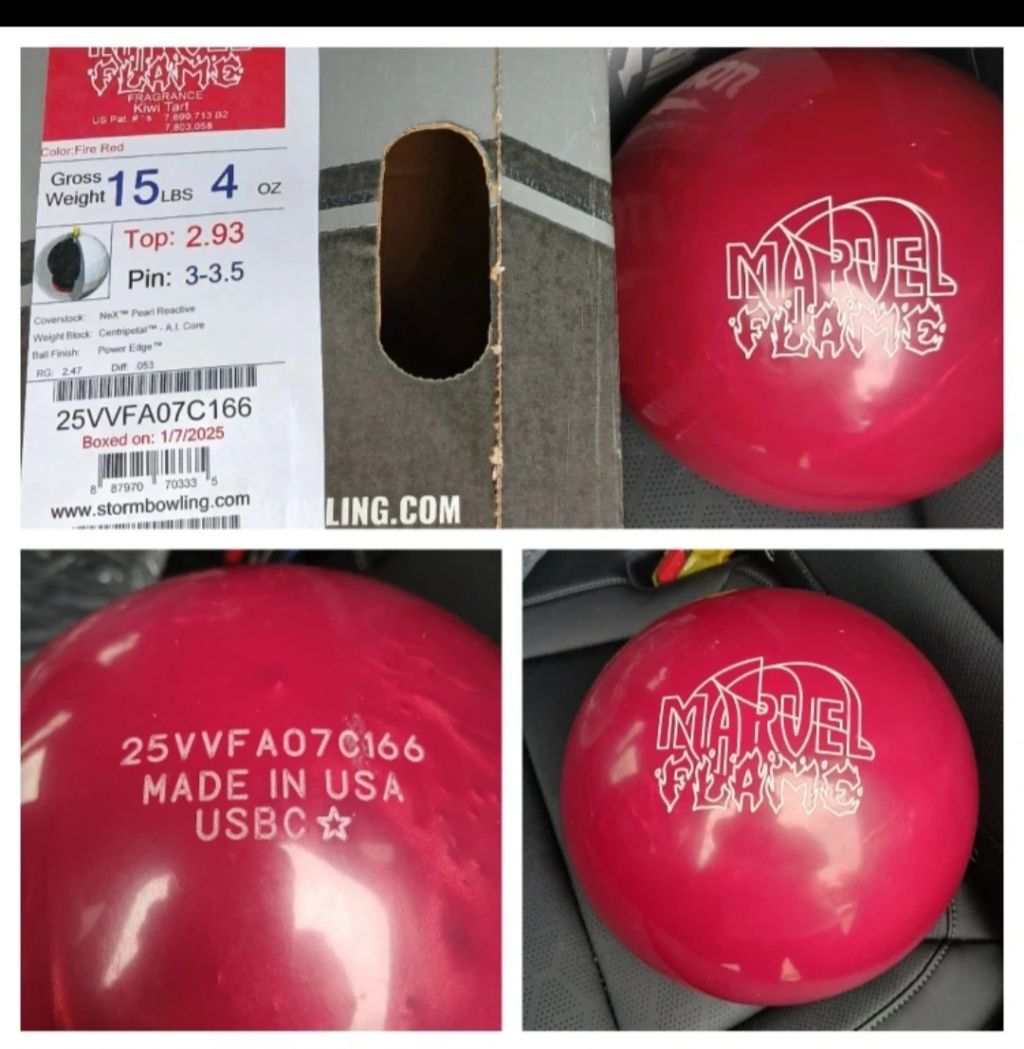 MARVEL
FLAME
FRAGRANCE
Kiwi Tart
US Pat. #'s 7,699,713 B2
7,803,058
Color:Fire Red
Gross Weight 15 LBS 4 OZ
Top: 2.93
Pin: 3-3.5
Coverstock: NeX™ Pearl Reactive
Weight Block: Centripetal™ - A.I. Core
Ball Finish: Power Edge™
RG: 2.47 Diff: .053
25VVFA07C166
Boxed on: 1/7/2025
8 87970 70333 5
www.stormbowling.com
LING.COM
MARVEL
FLAME
25VVFA07C166
MADE IN USA
USBC☆
MARVEL
FLAME